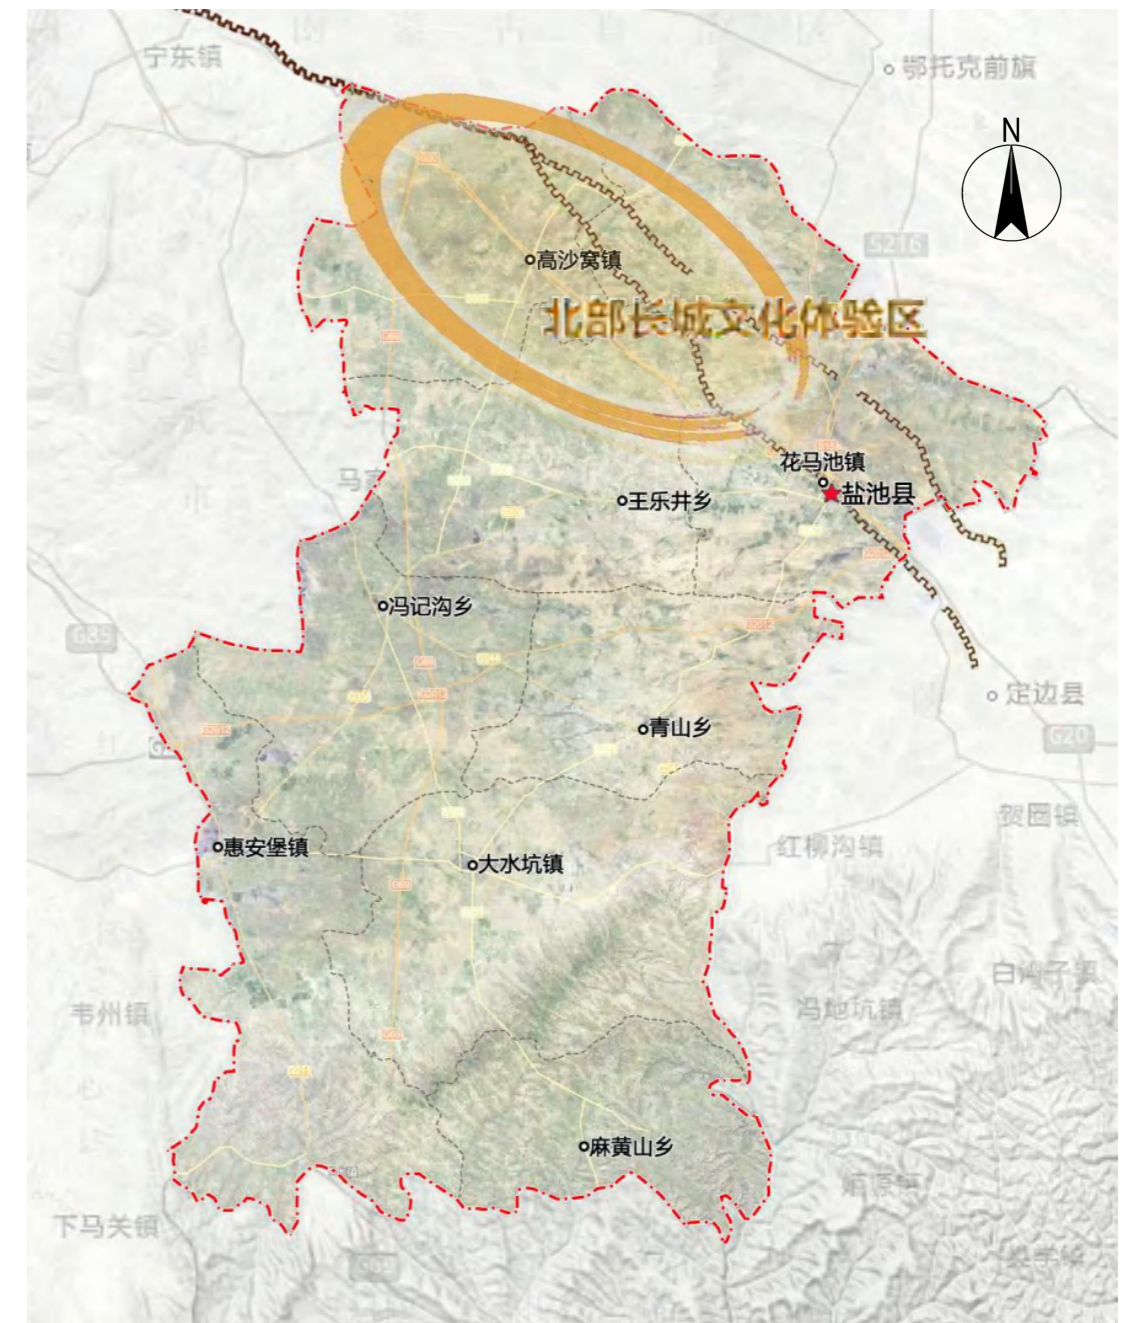 宁东镇
鄂托克前旗
N
S216
高沙窝镇
北部长城文化体验区
花马池镇
盐池县
王乐井乡
冯记沟乡
G85
定边县
青山乡
G20
贺圈镇
惠安堡镇
红柳沟镇
大水坑镇
白湾子镇
韦州镇
冯地坑镇
麻黄山乡
下马关镇